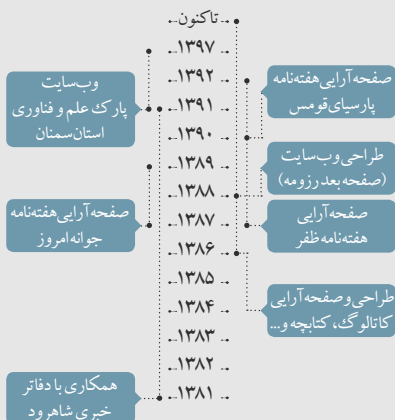 تاکنون
۱۳۹۷
۱۳۹۲
۱۳۹۱
۱۳۹۰
۱۳۸۹
۱۳۸۸
۱۳۸۷
۱۳۸۶
۱۳۸۵
۱۳۸۴
۱۳۸۳
۱۳۸۲
۱۳۸۱
صفحه‌آرایی هفته‌نامه
پارسیای قومس
طراحی وب‌سایت
(صفحه بعد رزومه)
صفحه‌آرایی
هفته‌نامه ظفر
طراحی و صفحه‌آرایی
کاتالوگ، کتابچه و...
وب‌سایت
پارک علم و فناوری
استان سمنان
صفحه‌آرایی هفته‌نامه
جوانه امروز
همکاری با دفاتر
خبری شاهرود